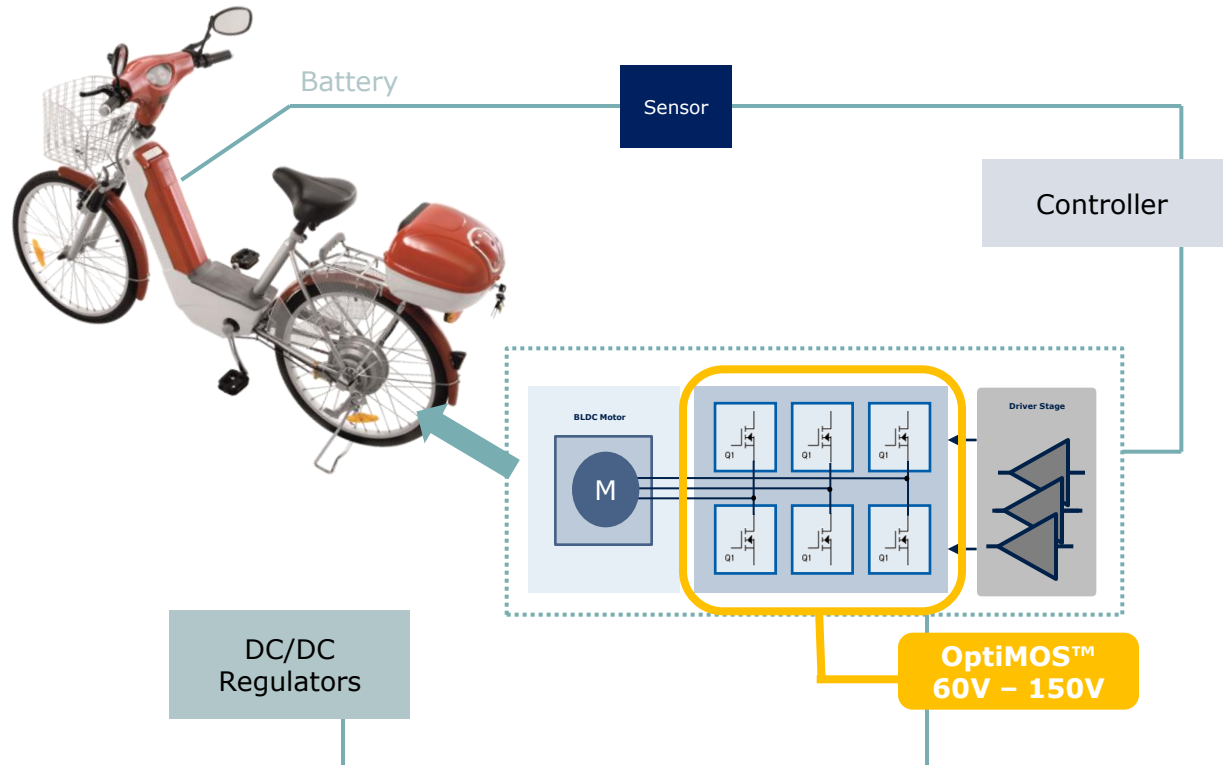 Battery
Sensor
Controller
BLDC Motor
Driver Stage
Q1
Q1
Q1
M
Q1
Q1
Q1
DC/DC
Regulators
OptiMOS™
60V – 150V